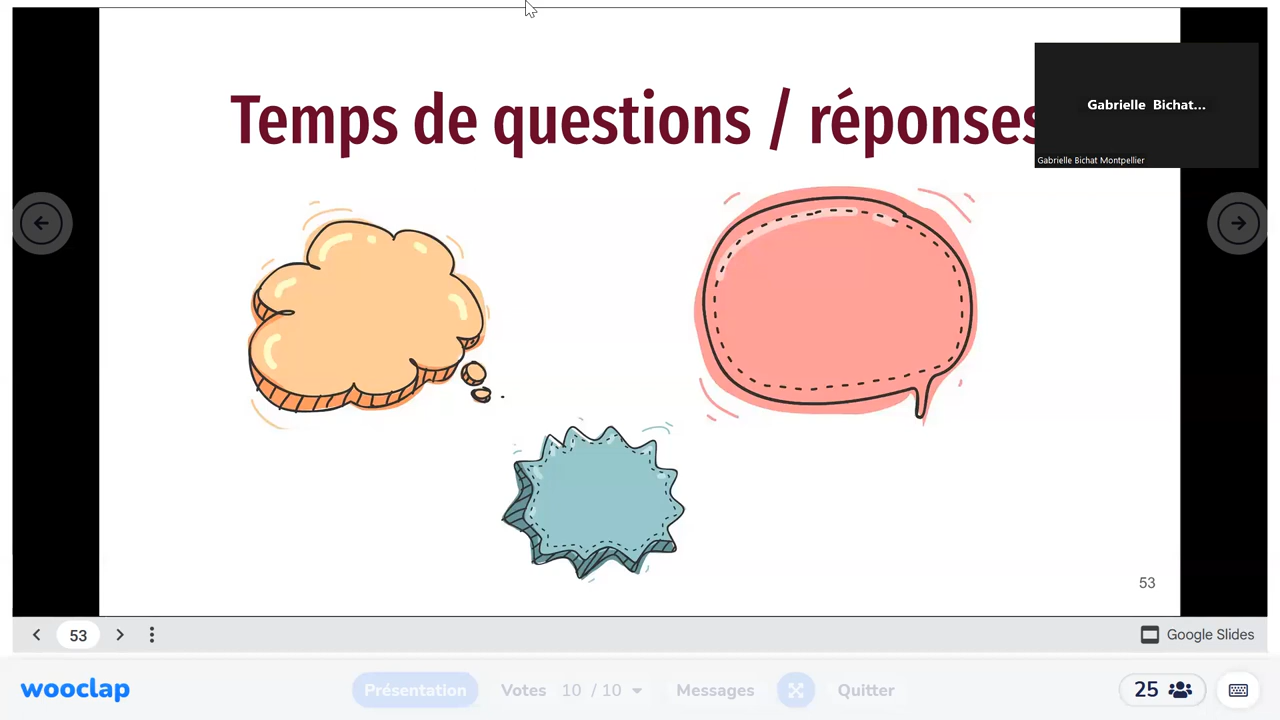 Temps de questions / réponses
Gabrielle Bichat...
Gabrielle Bichat Montpellier
53
53
Google Slides
wooclap
Présentation
Votes 10 / 10
Messages
Quitter
25